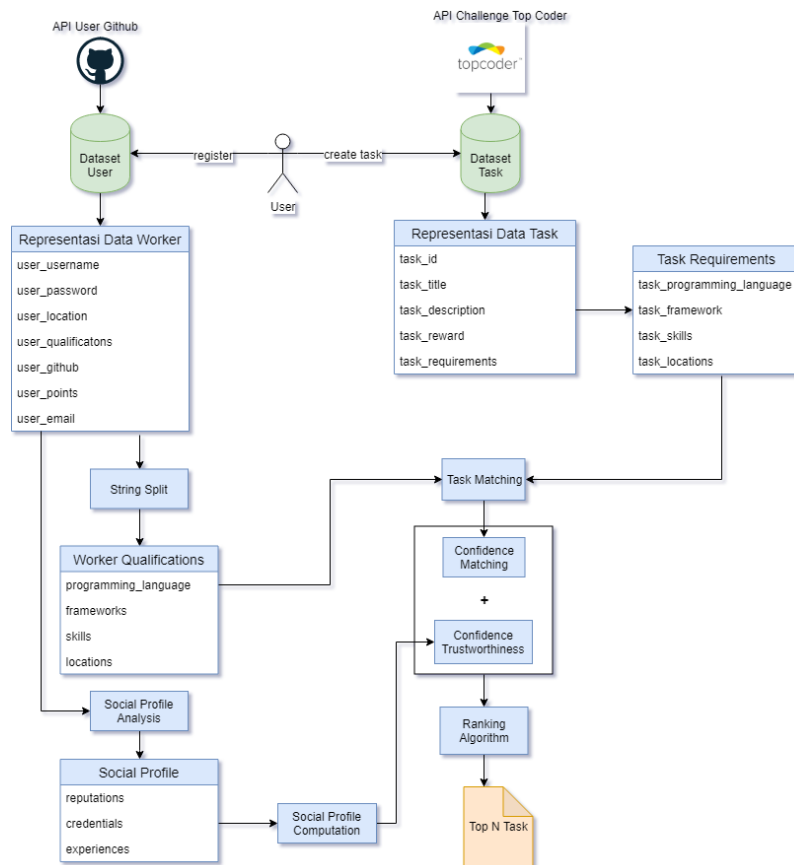 API User Github
API Challenge Top Coder
topcoder™
Dataset
User
register
create task
Dataset
Task
User
Representasi Data Worker
user_username
user_password
user_location
user_qualificatons
user_github
user_points
user_email
Representasi Data Task
task_id
task_title
task_description
task_reward
task_requirements
Task Requirements
task_programming_language
task_framework
task_skills
task_locations
String Split
Task Matching
Worker Qualifications
programming_language
frameworks
skills
locations
Confidence
Matching
+
Confidence
Trustworthiness
Social Profile
Analysis
Ranking
Algorithm
Social Profile
reputations
credentials
experiences
Social Profile
Computation
Top N Task